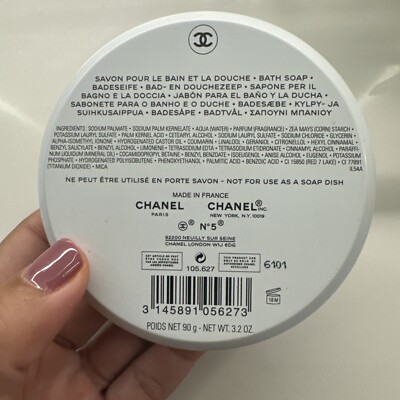 SAVON POUR LE BAIN ET LA DOUCHE • BATH SOAP •
BADESEIFE • BAD- EN DOUCHEZEEP • SAPONE PER IL
BAGNO E LA DOCCIA • JABÓN PARA EL BAÑO Y LA DUCHA •
SABONETE PARA O BANHO E O DUCHE • BADESÆBE • KYLPY- JA
SUIHKUSAIPPUA • BADESÅPE • BADTVÅL • ΣΑΠΟΥΝΙ ΜΠΑΝΙΟΥ
INGREDIENTS: SODIUM PALMATE • SODIUM PALM KERNELATE • AQUA (WATER) • PARFUM (FRAGRANCE) • ZEA MAYS (CORN) STARCH •
POTASSIUM LAURYL SULFATE • PALM KERNEL ACID • CETEARYL ALCOHOL • SODIUM LAURYL SULFATE • SODIUM CHLORIDE • GLYCERIN •
ALPHA-ISOMETHYL IONONE • HYDROGENATED CASTOR OIL • COUMARIN • LINALOOL • GERANIOL • CITRONELLOL • HEXYL CINNAMAL •
BENZYL SALICYLATE • BENZYL ALCOHOL • LIMONENE • TETRASODIUM EDTA • TETRASODIUM ETIDRONATE • CINNAMYL ALCOHOL • PARAFFI-
NUM LIQUIDUM (MINERAL OIL) • COCAMIDOPROPYL BETAINE • BENZYL BENZOATE • ISOEUGENOL • ANISE ALCOHOL • EUGENOL • POTASSIUM
PHOSPHATE • HYDROGENATED POLYISOBUTENE • PHENOXYETHANOL • PALMITIC ACID • BENZOIC ACID • CI 15850 (RED 7 LAKE) • CI 77891
(TITANIUM DIOXIDE) • MICA
IL54A
NE PEUT ÊTRE UTILISÉ EN PORTE SAVON - NOT FOR USE AS A SOAP DISH
MADE IN FRANCE
CHANEL CHANEL® INC.
PARIS NEW YORK, N.Y. 10019
® N°5®
92200 NEUILLY SUR SEINE
CHANEL LONDON W1J 6DG
105.627
6101
18M
3 145891 056273
POIDS NET 90 g - NET WT. 3.2 OZ.